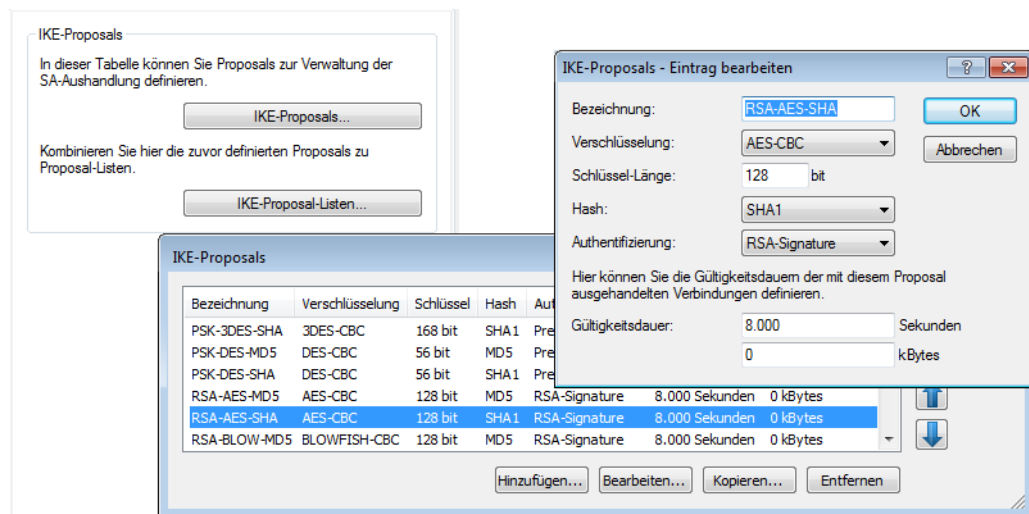 IKE-Proposals
In dieser Tabelle können Sie Proposals zur Verwaltung der
SA-Aushandlung definieren.
IKE-Proposals...
Kombinieren Sie hier die zuvor definierten Proposals zu
Proposal-Listen.
IKE-Proposal-Listen...
IKE-Proposals - Eintrag bearbeiten
Bezeichnung: RSA-AES-SHA OK
Verschlüsselung: AES-CBC Abbrechen
Schlüssel-Länge: 128 bit
Hash: SHA1
Authentifizierung: RSA-Signature
Hier können Sie die Gültigkeitsdauern der mit diesem Proposal
ausgehandelten Verbindungen definieren.
Gültigkeitsdauer: 8.000 Sekunden
0 kBytes
IKE-Proposals
Bezeichnung Verschlüsselung Schlüssel Hash Aut
PSK-3DES-SHA 3DES-CBC 168 bit SHA1 Pre
PSK-DES-MD5 DES-CBC 56 bit MD5 Pre
PSK-DES-SHA DES-CBC 56 bit SHA1 Pre
RSA-AES-MD5 AES-CBC 128 bit MD5 RSA-Signature 8.000 Sekunden 0 kBytes
RSA-AES-SHA AES-CBC 128 bit SHA1 RSA-Signature 8.000 Sekunden 0 kBytes
RSA-BLOW-MD5 BLOWFISH-CBC 128 bit MD5 RSA-Signature 8.000 Sekunden 0 kBytes
Hinzufügen... Bearbeiten... Kopieren... Entfernen